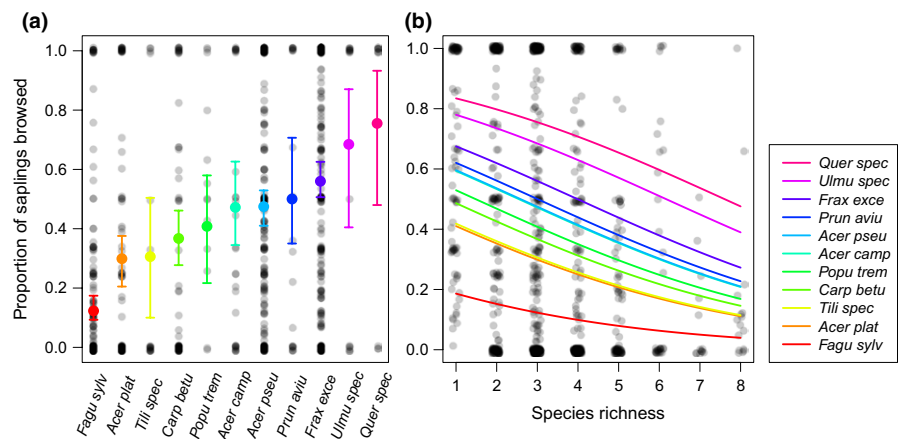 (a)
Proportion of saplings browsed
1.0
0.8
0.6
0.4
0.2
0.0
Fagu sylv
Acer plat
Tili spec
Carp betu
Popu trem
Acer camp
Acer pseu
Prun aviu
Frax exce
Ulmu spec
Quer spec
(b)
1.0
0.8
0.6
0.4
0.2
0.0
1 2 3 4 5 6 7 8
Species richness
Quer spec
Ulmu spec
Frax exce
Prun aviu
Acer pseu
Acer camp
Popu trem
Carp betu
Tili spec
Acer plat
Fagu sylv